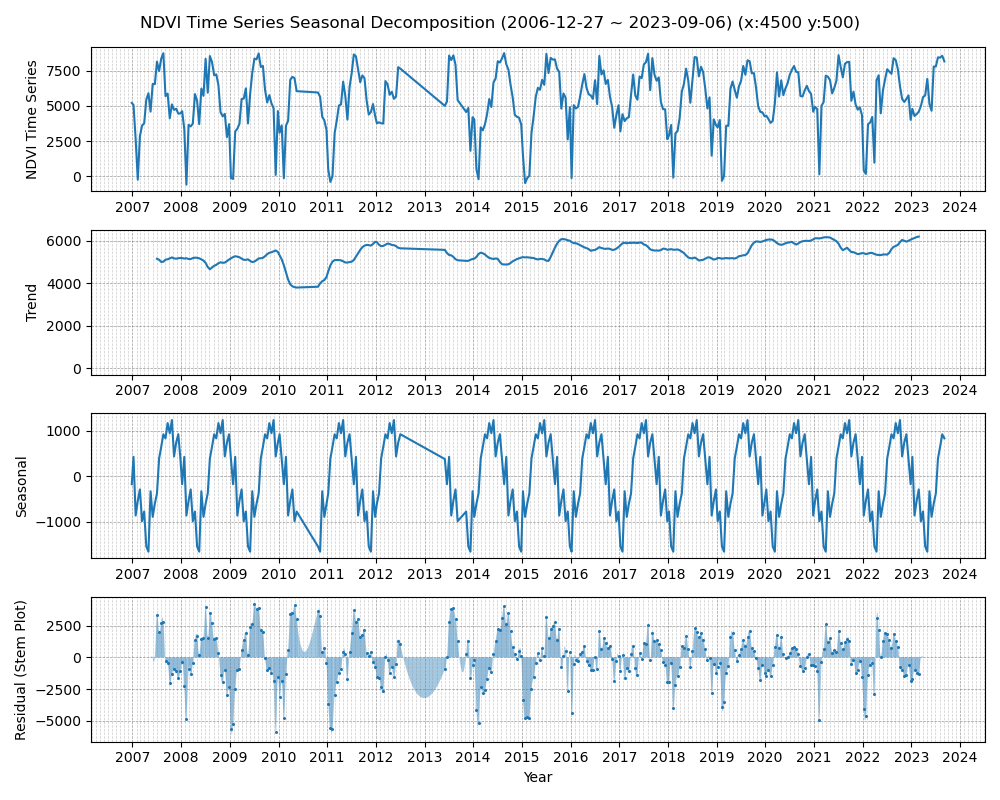 NDVI Time Series Seasonal Decomposition (2006-12-27 ~ 2023-09-06) (x:4500 y:500)
NDVI Time Series
7500
5000
2500
0
2007 2008 2009 2010 2011 2012 2013 2014 2015 2016 2017 2018 2019 2020 2021 2022 2023 2024
Trend
6000
4000
2000
0
2007 2008 2009 2010 2011 2012 2013 2014 2015 2016 2017 2018 2019 2020 2021 2022 2023 2024
Seasonal
1000
0
−1000
2007 2008 2009 2010 2011 2012 2013 2014 2015 2016 2017 2018 2019 2020 2021 2022 2023 2024
Residual (Stem Plot)
2500
0
−2500
−5000
2007 2008 2009 2010 2011 2012 2013 2014 2015 2016 2017 2018 2019 2020 2021 2022 2023 2024
Year